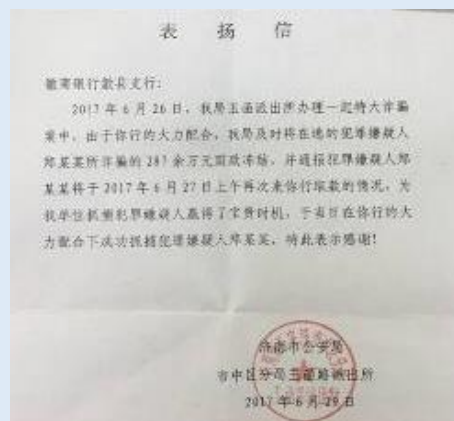 表 扬 信
徽商银行歙县支行:
2017年6月26日,我局五函派出涉办理一起特大诈骗
案中,由于你行的大力配合,我局及时将在逃的犯罪嫌疑人
郑某某所诈骗的287余万元固政冻结,并通报犯罪嫌疑人郑
某某将于2017年6月27日上午再次来你行取款的情况,为
我单位抓捕犯罪嫌疑人赢得了宝贵时机,于当日在你行的大
力配合下成功抓捕犯罪嫌疑人郑某某,特此表示感谢!
济南市公安局
市中区分局王官路派出所
2017年6月29日